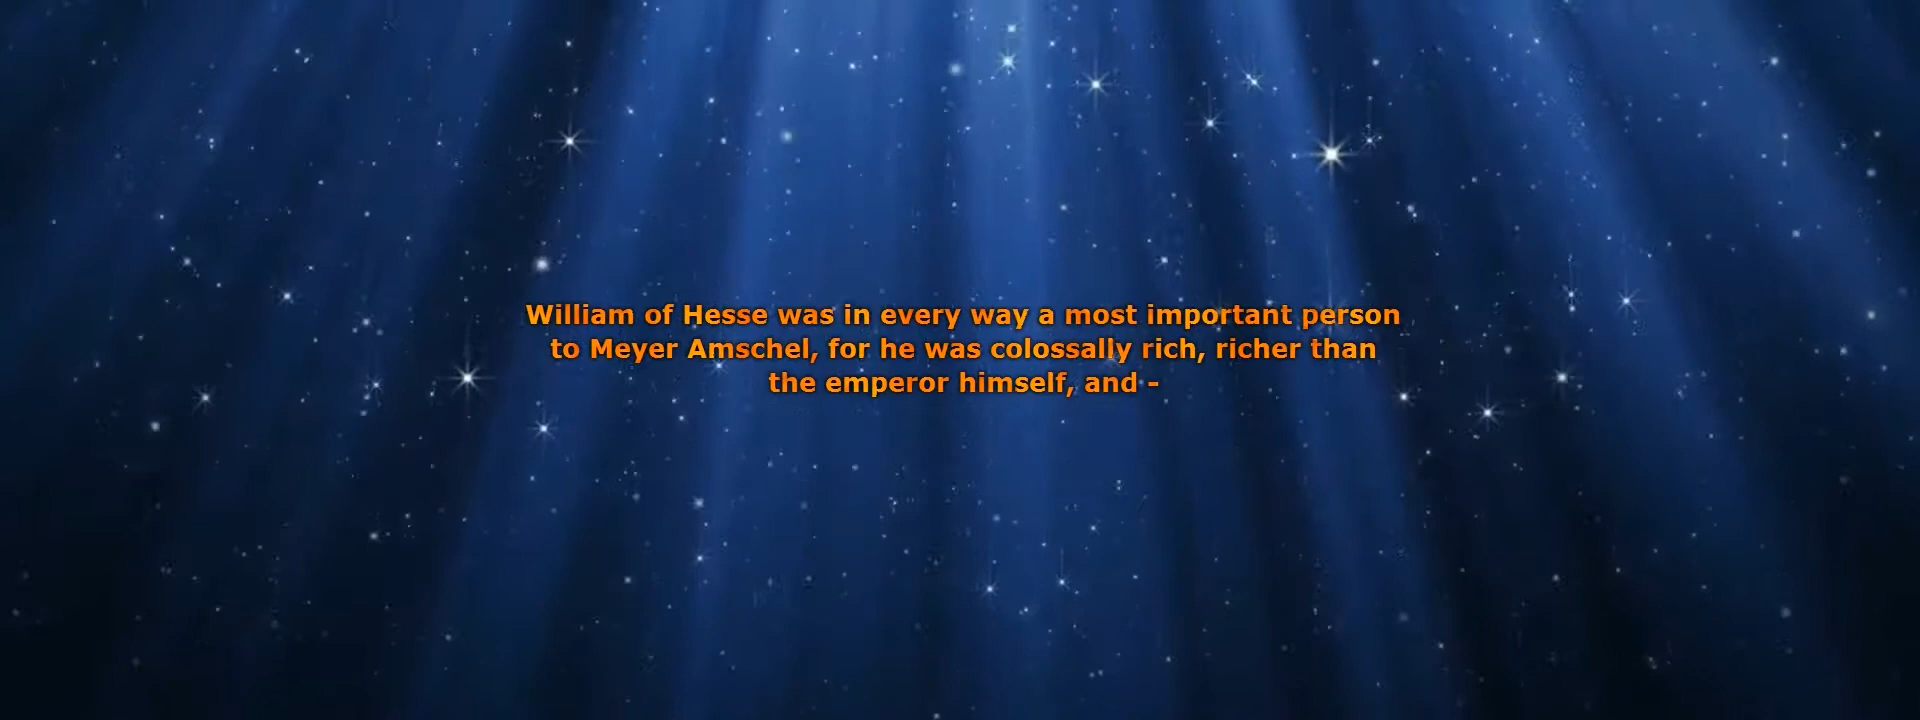 William of Hesse was in every way a most important person
to Meyer Amschel, for he was colossally rich, richer than
the emperor himself, and -